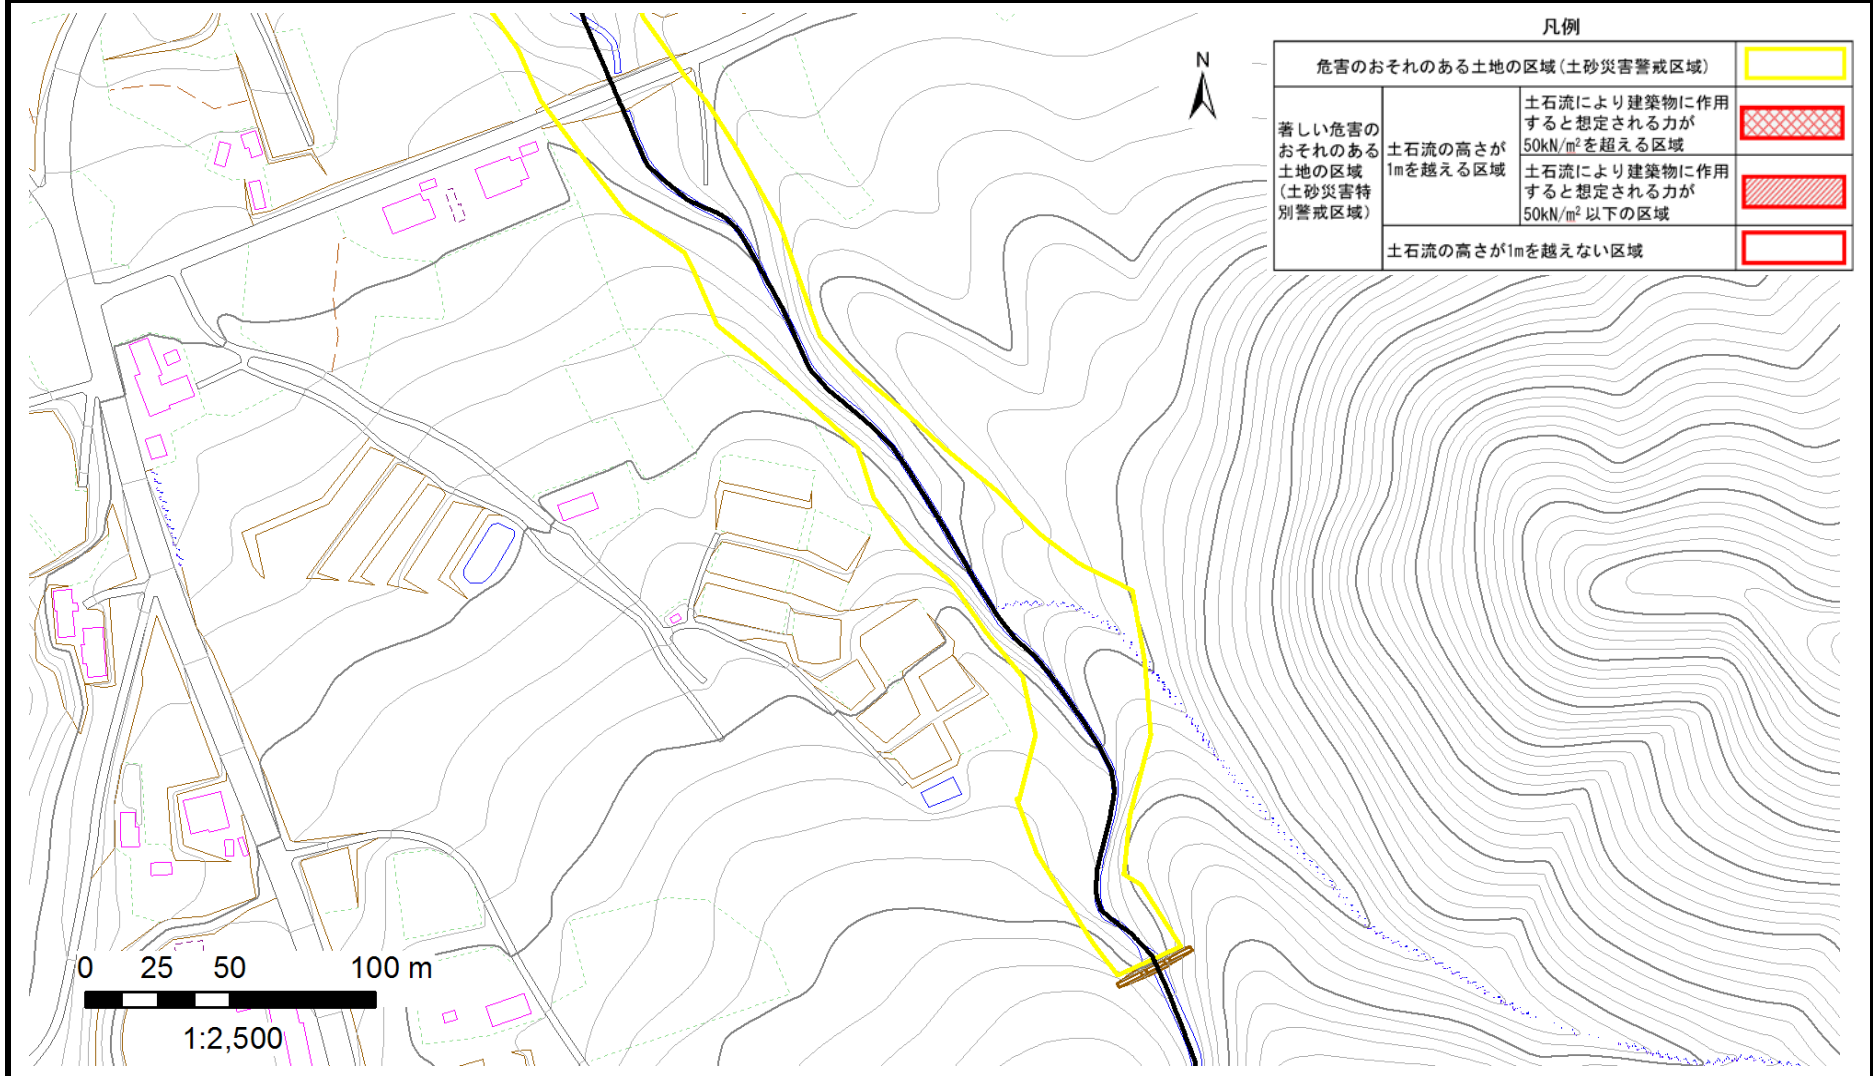 凡例
N
危害のおそれのある土地の区域(土砂災害警戒区域)
著しい危害の
おそれのある
土地の区域
(土砂災害特
別警戒区域)
土石流の高さが
1mを越える区域
土石流により建築物に作用
すると想定される力が
50kN/m²を超える区域
土石流により建築物に作用
すると想定される力が
50kN/m²以下の区域
土石流の高さが1mを越えない区域
0 25 50 100 m
1:2,500